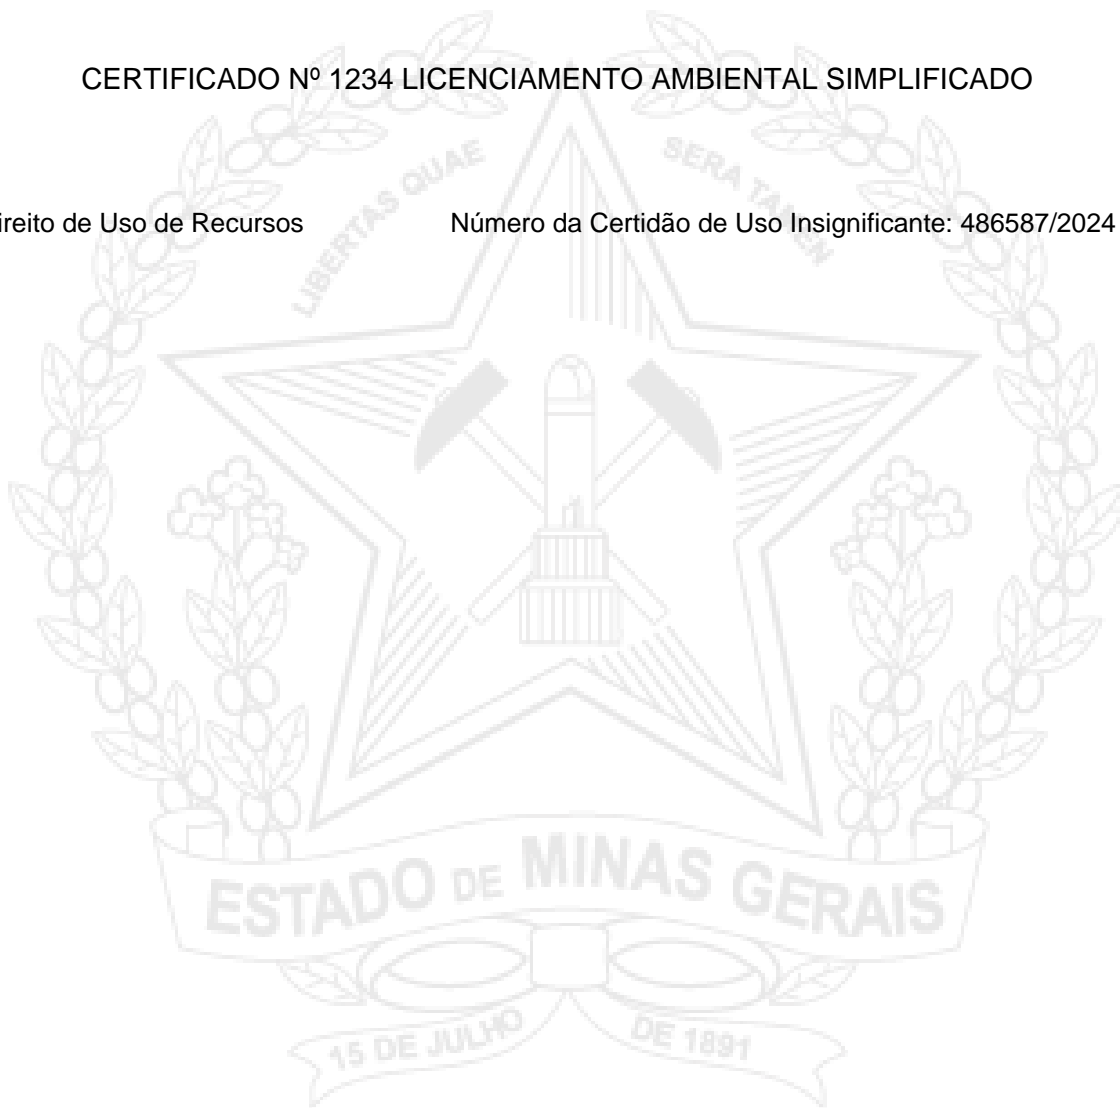 CERTIFICADO Nº 1234 LICENCIAMENTO AMBIENTAL SIMPLIFICADO
LIBERTAS QUAE SERA TAMEN
ireito de Uso de Recursos Número da Certidão de Uso Insignificante: 486587/2024
ESTADO DE MINAS GERAIS
15 DE JULHO DE 1891